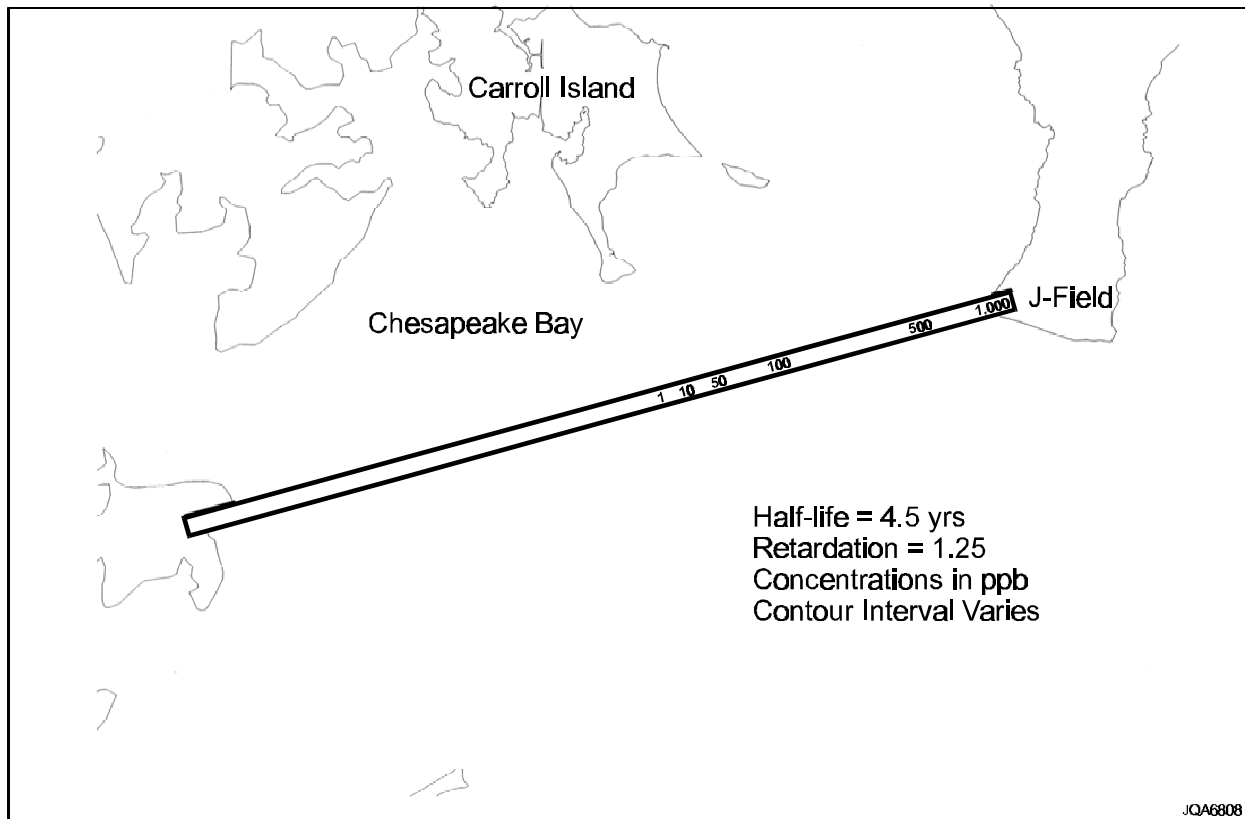 Carroll Island
J-Field
1.000
500
Chesapeake Bay
100
50
10
1
Half-life = 4.5 yrs
Retardation = 1.25
Concentrations in ppb
Contour Interval Varies
JQA6808